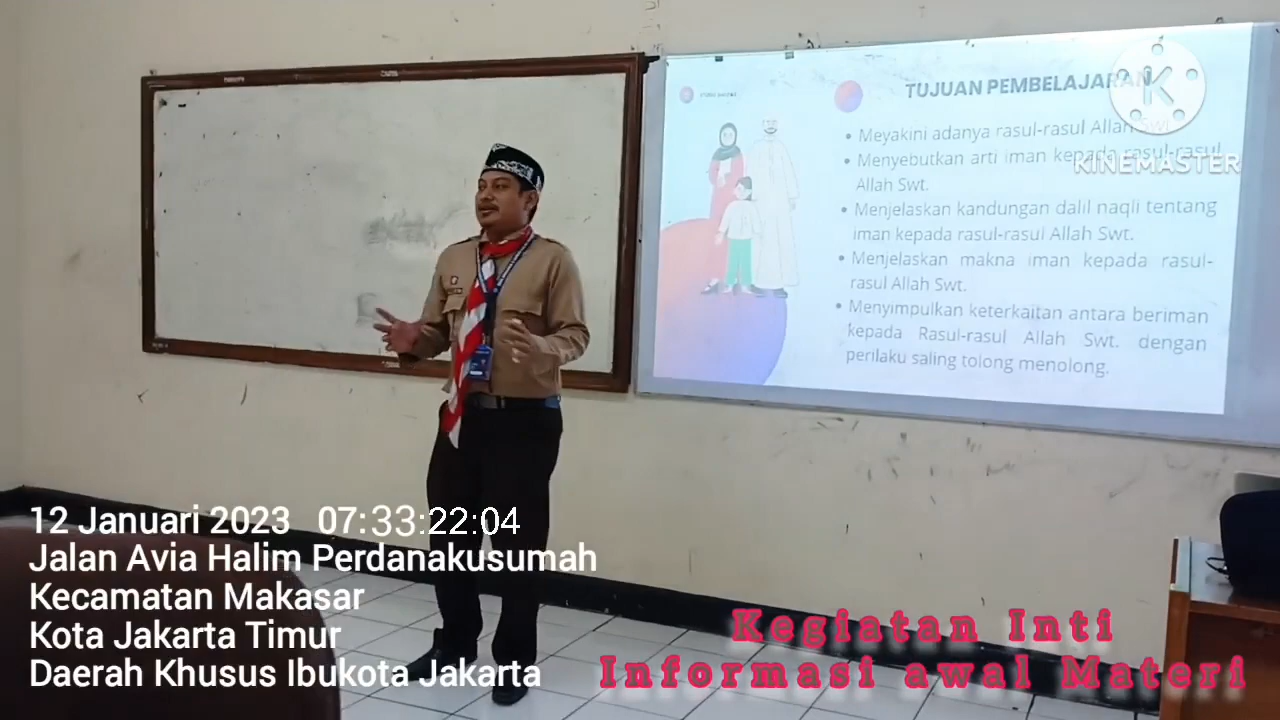 TUJUAN PEMBELAJARAN
• Meyakini adanya rasul-rasul Allah Swt.
• Menyebutkan arti iman kepada rasul-rasul
Allah Swt.
• Menjelaskan kandungan dalil naqli tentang
iman kepada rasul-rasul Allah Swt.
• Menjelaskan makna iman kepada rasul-
rasul Allah Swt.
• Menyimpulkan keterkaitan antara beriman
kepada Rasul-rasul Allah Swt. dengan
perilaku saling tolong menolong.
K
KINEMASTER
12 Januari 2023 07:33:22:04
Jalan Avia Halim Perdanakusumah
Kecamatan Makasar
Kota Jakarta Timur
Daerah Khusus Ibukota Jakarta
Kegiatan Inti
Informasi awal Materi